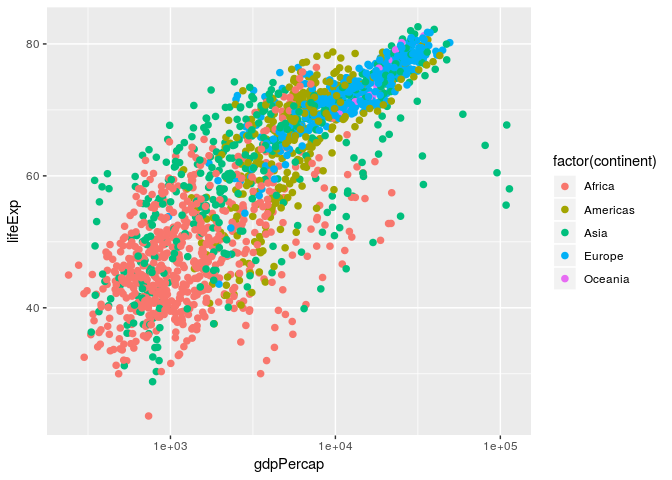 80
60
40
lifeExp
1e+03 1e+04 1e+05
gdpPercap
factor(continent)
Africa
Americas
Asia
Europe
Oceania